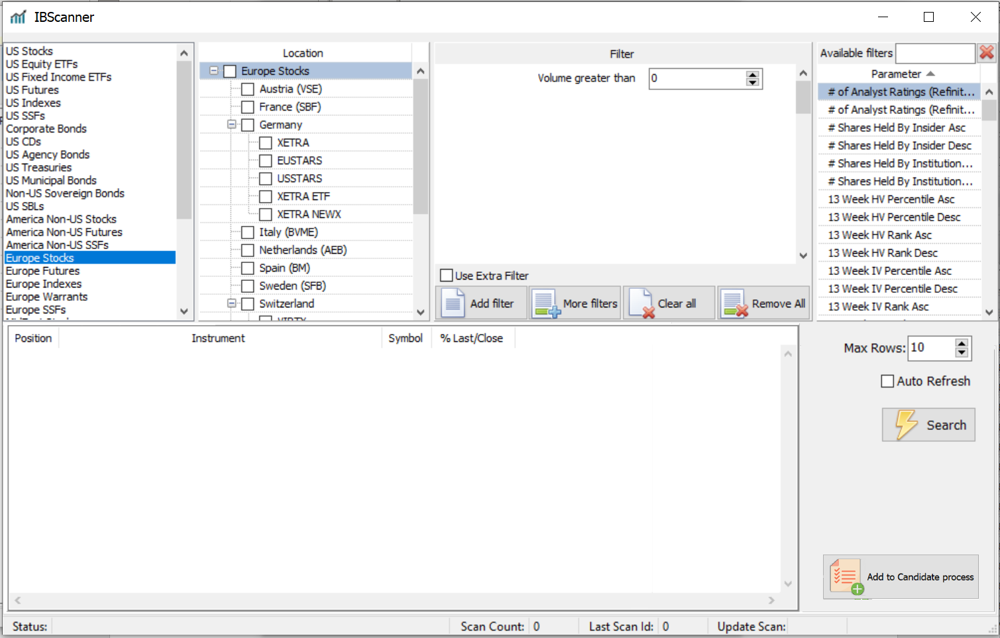 IBScanner
US Stocks
US Equity ETFs
US Fixed Income ETFs
US Futures
US Indexes
US SSFs
Corporate Bonds
US CDs
US Agency Bonds
US Treasuries
US Municipal Bonds
Non-US Sovereign Bonds
US SBLs
America Non-US Stocks
America Non-US Futures
America Non-US SSFs
Europe Stocks
Europe Futures
Europe Indexes
Europe Warrants
Europe SSFs
Location
Europe Stocks
Austria (VSE)
France (SBF)
Germany
XETRA
EUSTARS
USSTARS
XETRA ETF
XETRA NEWX
Italy (BVME)
Netherlands (AEB)
Spain (BM)
Sweden (SFB)
Switzerland
Filter
Volume greater than 0
Use Extra Filter
Add filter More filters Clear all Remove All
Available filters
Parameter
# of Analyst Ratings (Refinit...
# of Analyst Ratings (Refinit...
# Shares Held By Insider Asc
# Shares Held By Insider Desc
# Shares Held By Institution...
# Shares Held By Institution...
13 Week HV Percentile Asc
13 Week HV Percentile Desc
13 Week HV Rank Asc
13 Week HV Rank Desc
13 Week IV Percentile Asc
13 Week IV Percentile Desc
13 Week IV Rank Asc
Position Instrument Symbol % Last/Close
Max Rows: 10
Auto Refresh
Search
Add to Candidate process
Status: Scan Count: 0 Last Scan Id: 0 Update Scan: